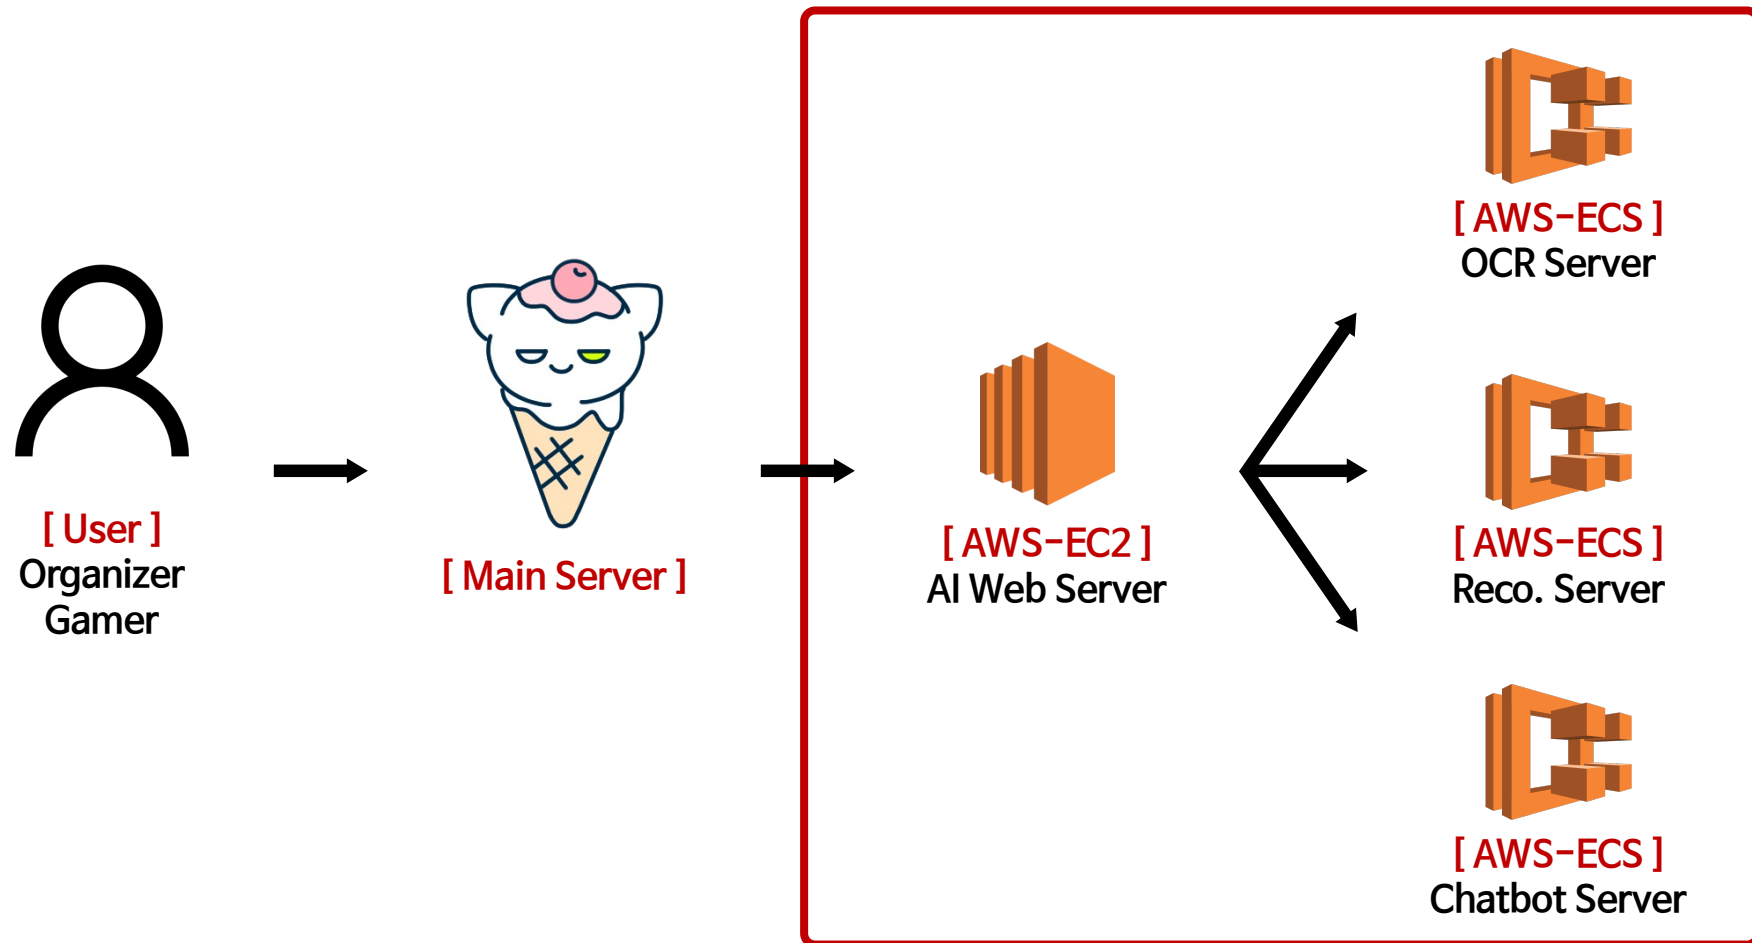 [ User ]
Organizer
Gamer
[ Main Server ]
[ AWS-EC2 ]
AI Web Server
[ AWS-ECS ]
OCR Server
[ AWS-ECS ]
Reco. Server
[ AWS-ECS ]
Chatbot Server